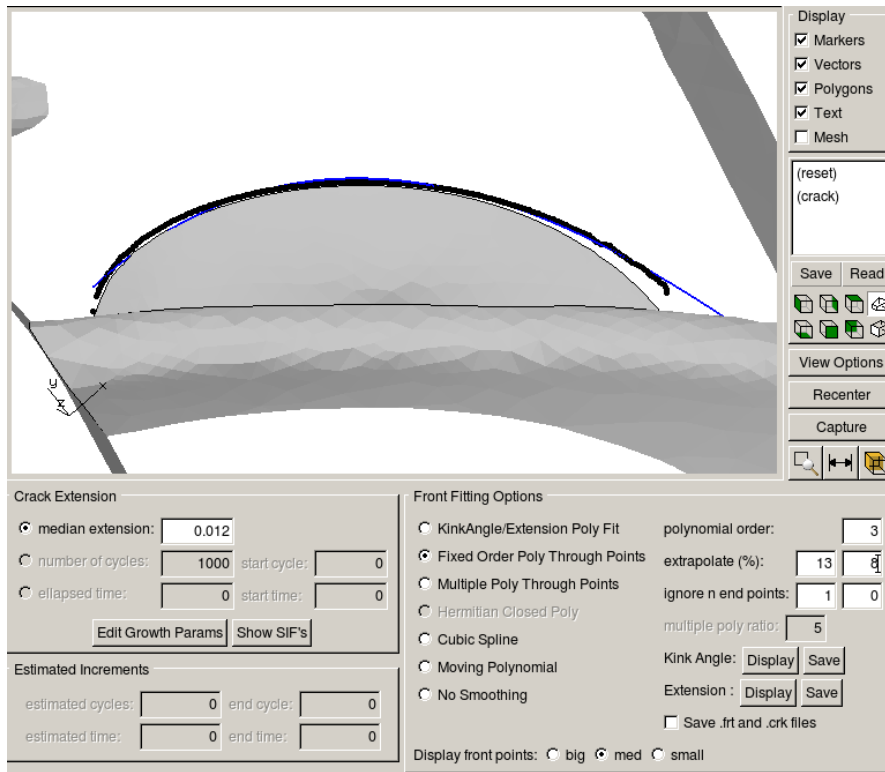 Display
Markers
Vectors
Polygons
Text
Mesh
(reset)
(crack)
Save Read
View Options
Recenter
Capture
y x
z
Crack Extension
median extension: 0.012
number of cycles: 1000 start cycle: 0
ellapsed time: 0 start time: 0
Edit Growth Params Show SIF's
Estimated Increments
estimated cycles: 0 end cycle: 0
estimated time: 0 end time: 0
Front Fitting Options
KinkAngle/Extension Poly Fit
Fixed Order Poly Through Points
Multiple Poly Through Points
Hermitian Closed Poly
Cubic Spline
Moving Polynomial
No Smoothing
polynomial order: 3
extrapolate (%): 13 8
ignore n end points: 1 0
multiple poly ratio: 5
Kink Angle: Display Save
Extension : Display Save
Save .frt and .crk files
Display front points: big med small